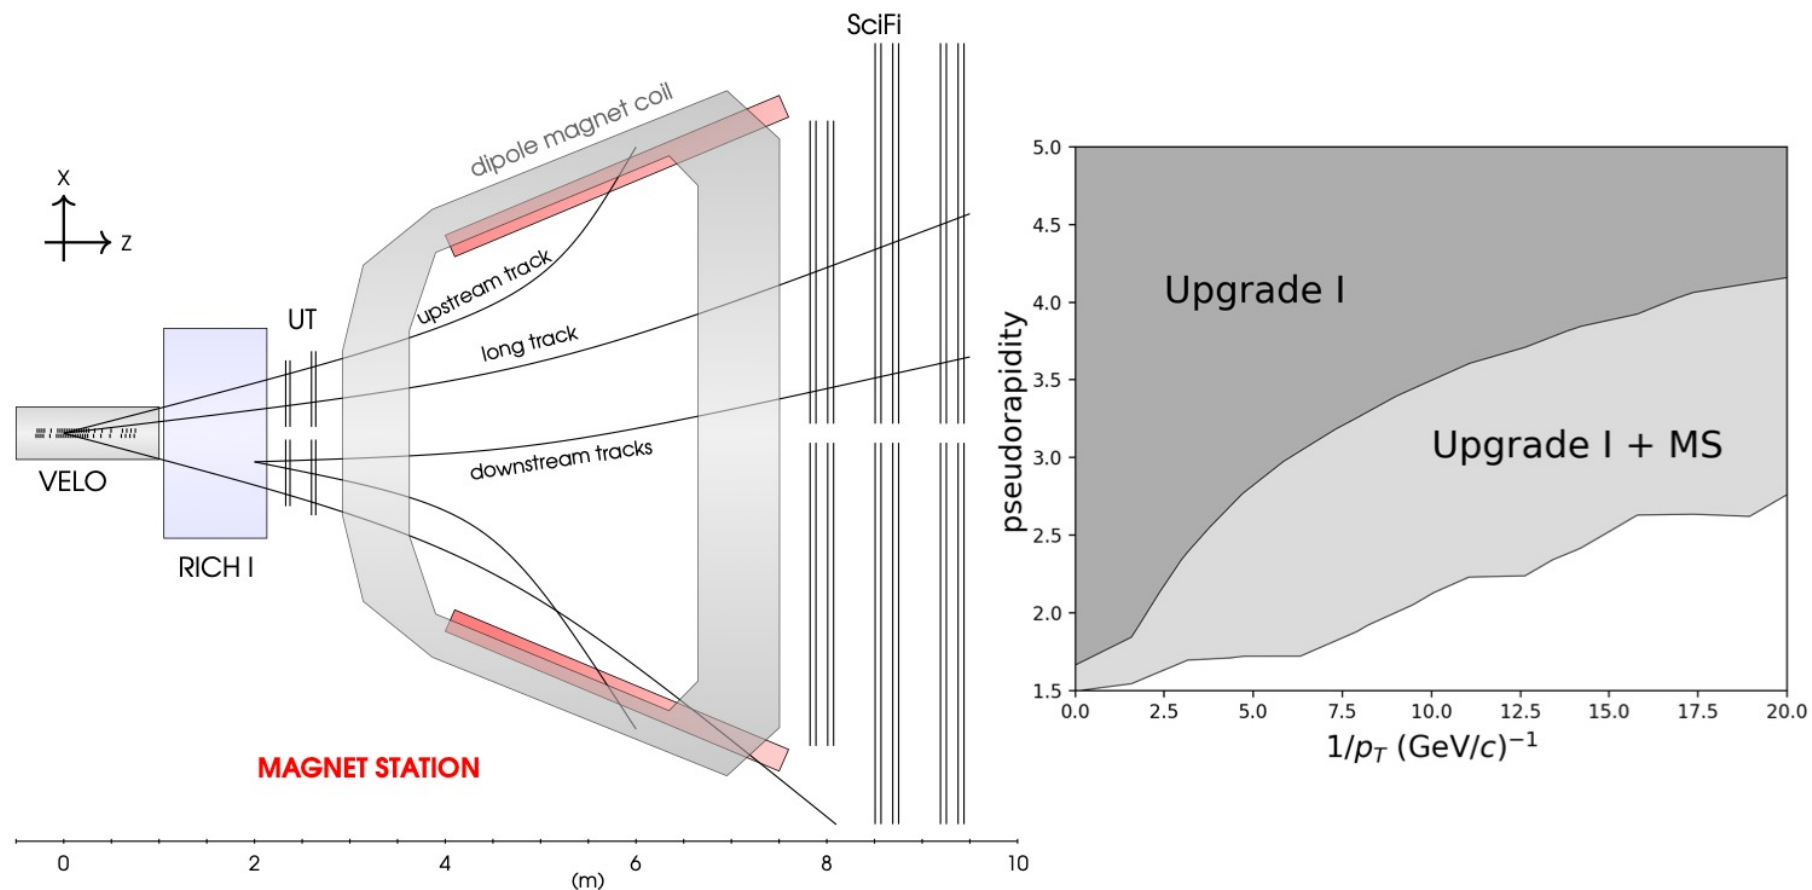 SciFi
dipole magnet coil
X
Z
upstream track
UT
long track
downstream tracks
VELO
RICH I
MAGNET STATION
0 2 4 6 8 10
(m)
5.0
4.5
4.0
3.5
3.0
2.5
2.0
1.5
pseudorapidity
Upgrade I
Upgrade I + MS
0.0 2.5 5.0 7.5 10.0 12.5 15.0 17.5 20.0
1/p_T (GeV/c)⁻¹